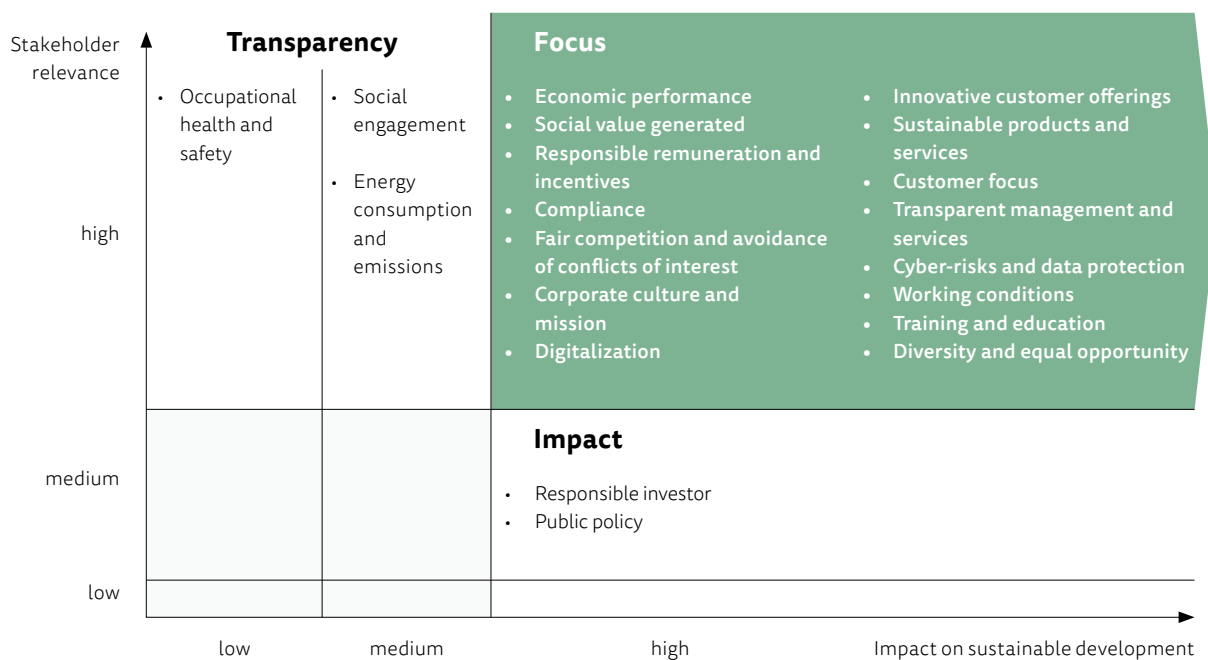 Stakeholder
relevance
Transparency
• Occupational
health and
safety
• Social
engagement
• Energy
consumption
and
emissions
Focus
• Economic performance
• Social value generated
• Responsible remuneration and
incentives
• Compliance
• Fair competition and avoidance
of conflicts of interest
• Corporate culture and
mission
• Digitalization
• Innovative customer offerings
• Sustainable products and
services
• Customer focus
• Transparent management and
services
• Cyber-risks and data protection
• Working conditions
• Training and education
• Diversity and equal opportunity
high
Impact
• Responsible investor
• Public policy
medium
low
low
medium
high
Impact on sustainable development